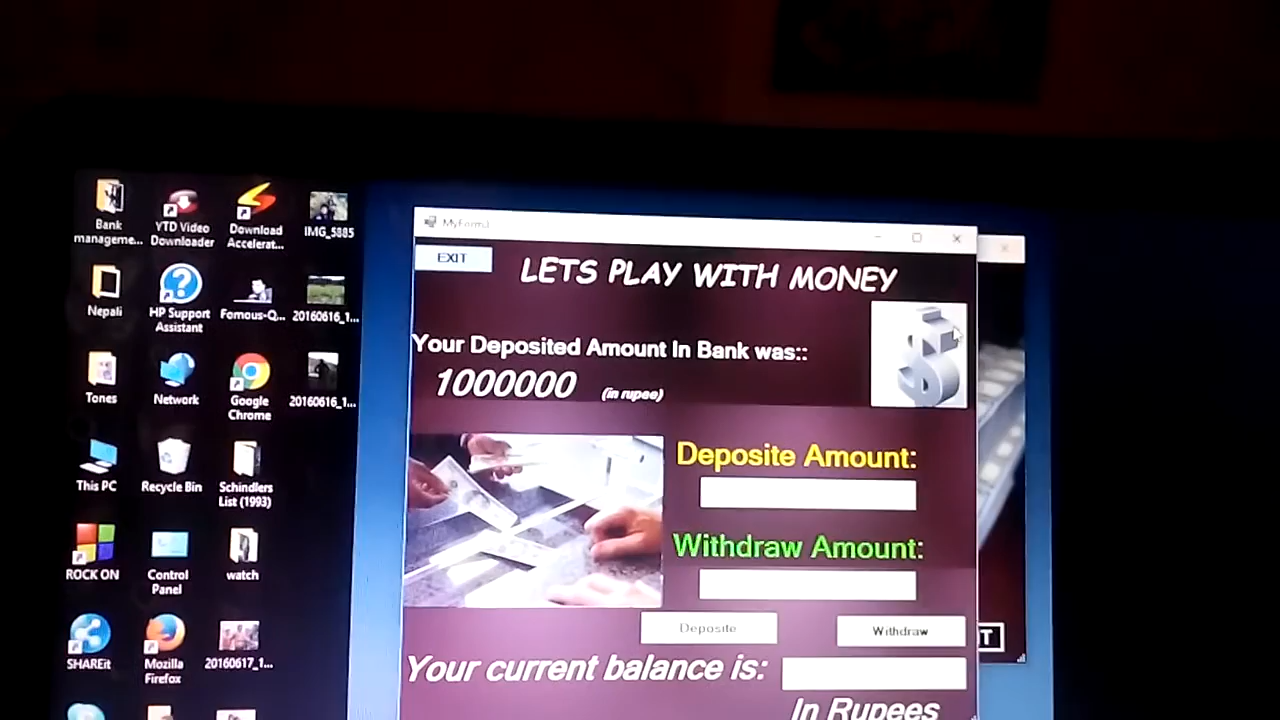 Bank manageme...
YTD Video Downloader
Download Accelerat...
IMG_5885
Nepali
HP Support Assistant
Famous-Q...
20160616_1...
Tones
Network
Google Chrome
20160616_1...
This PC
Recycle Bin
Schindlers List (1993)
ROCK ON
Control Panel
watch
SHAREit
Mozilla Firefox
20160617_1...
MyForm3
EXIT
LETS PLAY WITH MONEY
Your Deposited Amount In Bank was::
1000000 (in rupee)
Deposite Amount:
Withdraw Amount:
Deposite
Withdraw
Your current balance is:
In Rupees
T